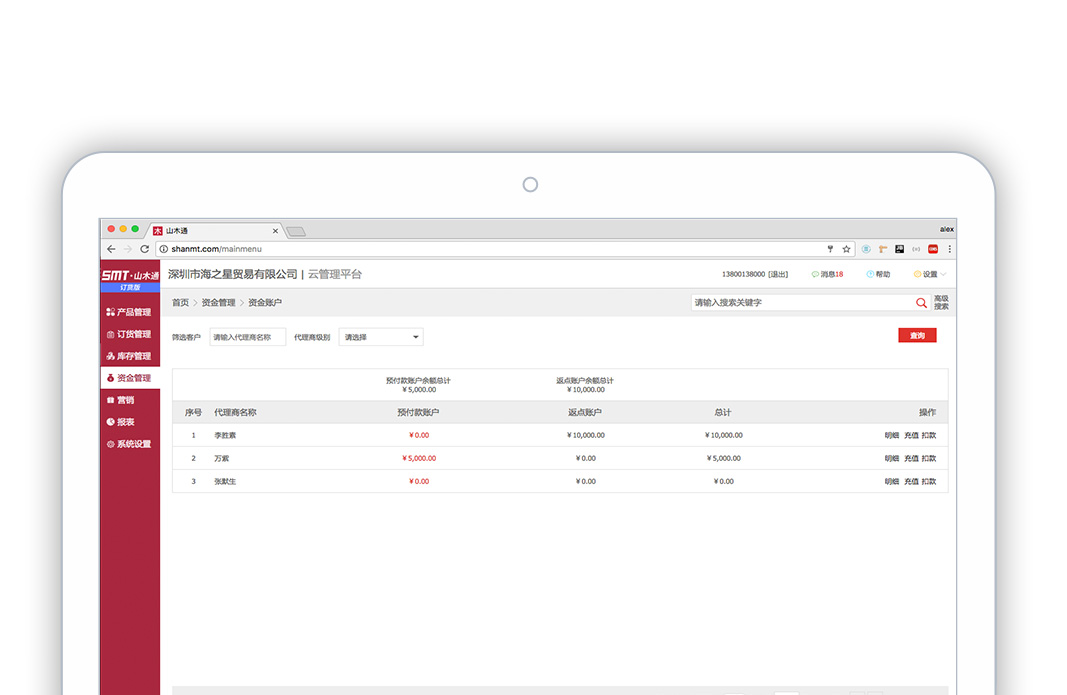 山木通
alex
shanmt.com/mainmenu
SMT·山木通
订货版
深圳市海之星贸易有限公司 | 云管理平台
13800138000 [退出] 消息18 帮助 设置
首页 > 资金管理 > 资金账户
请输入搜索关键字
高级
搜索
产品管理
订货管理
库存管理
资金管理
营销
报表
系统设置
筛选客户 请输入代理商名称 代理商级别 请选择 查询
预付款账户余额总计 返点账户余额总计
¥5,000.00 ¥10,000.00
序号 代理商名称 预付款账户 返点账户 总计 操作
1 李胜素 ¥0.00 ¥10,000.00 ¥10,000.00 明细 充值 扣款
2 万紫 ¥5,000.00 ¥0.00 ¥5,000.00 明细 充值 扣款
3 张默生 ¥0.00 ¥0.00 ¥0.00 明细 充值 扣款